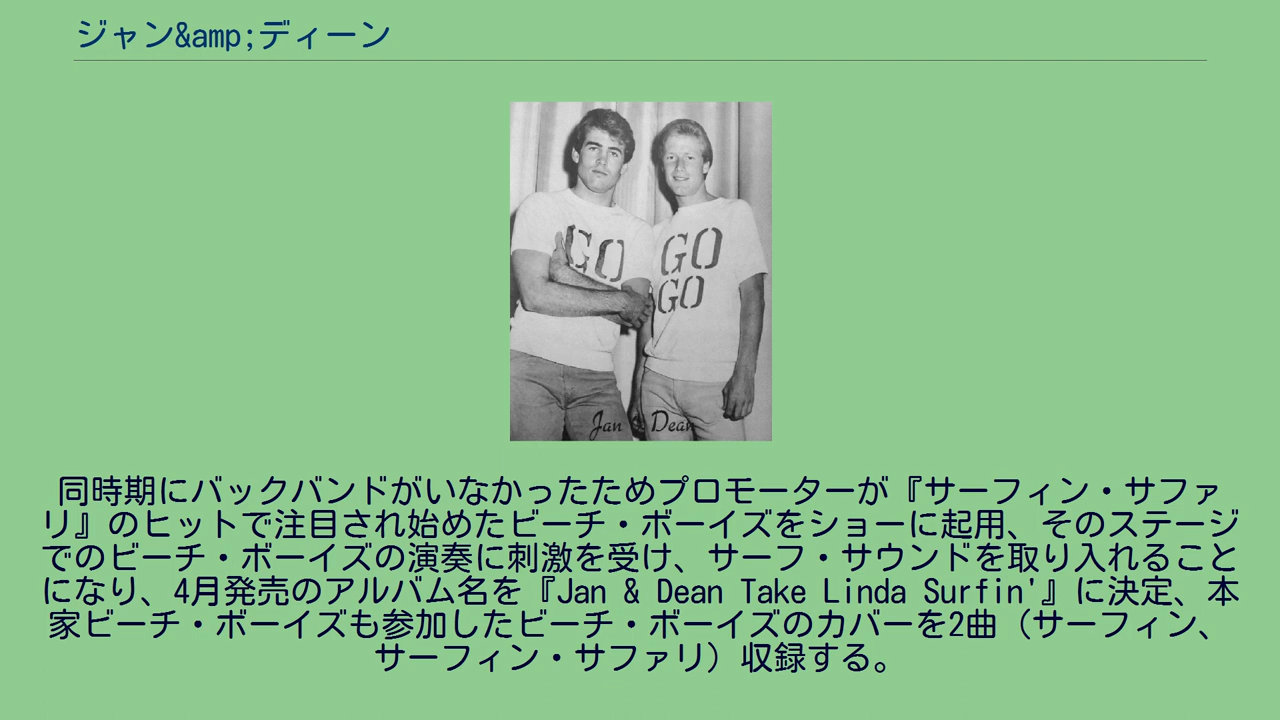 ジャン&amp;ディーン
GO
GO
GO
Jan & Dean
同時期にバックバンドがいなかったためプロモーターが『サーフィン・サファ
リ』のヒットで注目され始めたビーチ・ボーイズをショーに起用、そのステージ
でのビーチ・ボーイズの演奏に刺激を受け、サーフ・サウンドを取り入れること
になり、4月発売のアルバム名を『Jan & Dean Take Linda Surfin'』に決定、本
家ビーチ・ボーイズも参加したビーチ・ボーイズのカバーを2曲（サーフィン、
サーフィン・サファリ）収録する。